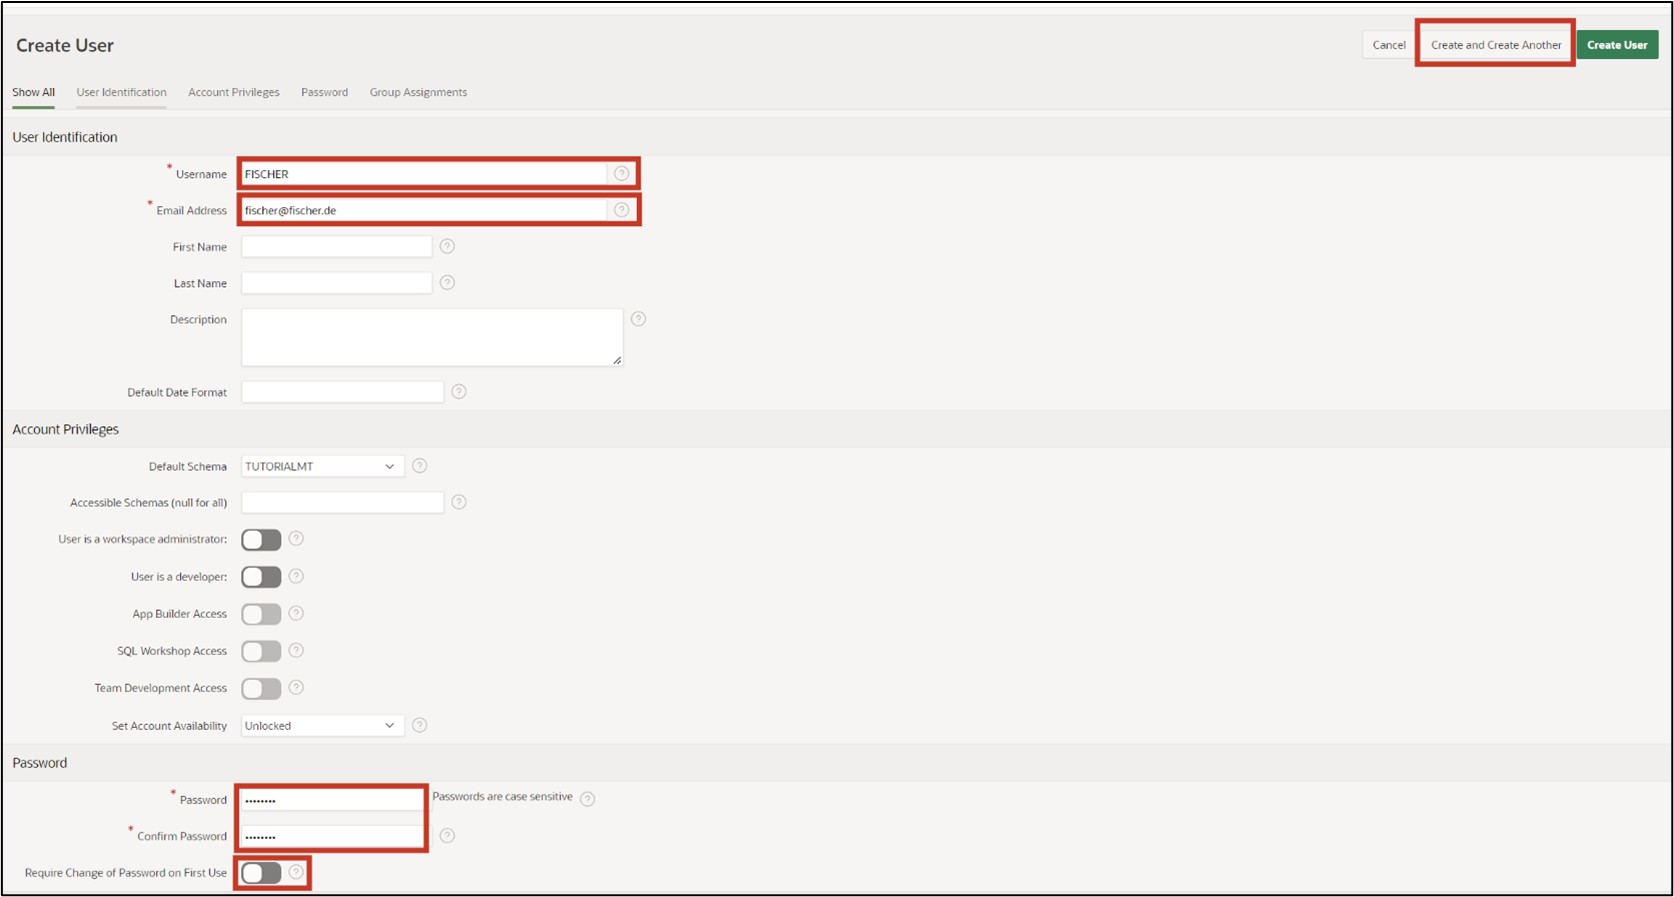 Create User
Cancel
Create and Create Another
Create User
Show All
User Identification
Account Privileges
Password
Group Assignments
User Identification
* Username FISCHER ?
* Email Address fischer@fischer.de ?
First Name ?
Last Name ?
Description ?
Default Date Format ?
Account Privileges
Default Schema TUTORIALMT ?
Accessible Schemas (null for all) ?
User is a workspace administrator: ?
User is a developer: ?
App Builder Access ?
SQL Workshop Access ?
Team Development Access ?
Set Account Availability Unlocked ?
Password
* Password •••••••• Passwords are case sensitive ?
* Confirm Password •••••••• ?
Require Change of Password on First Use ?